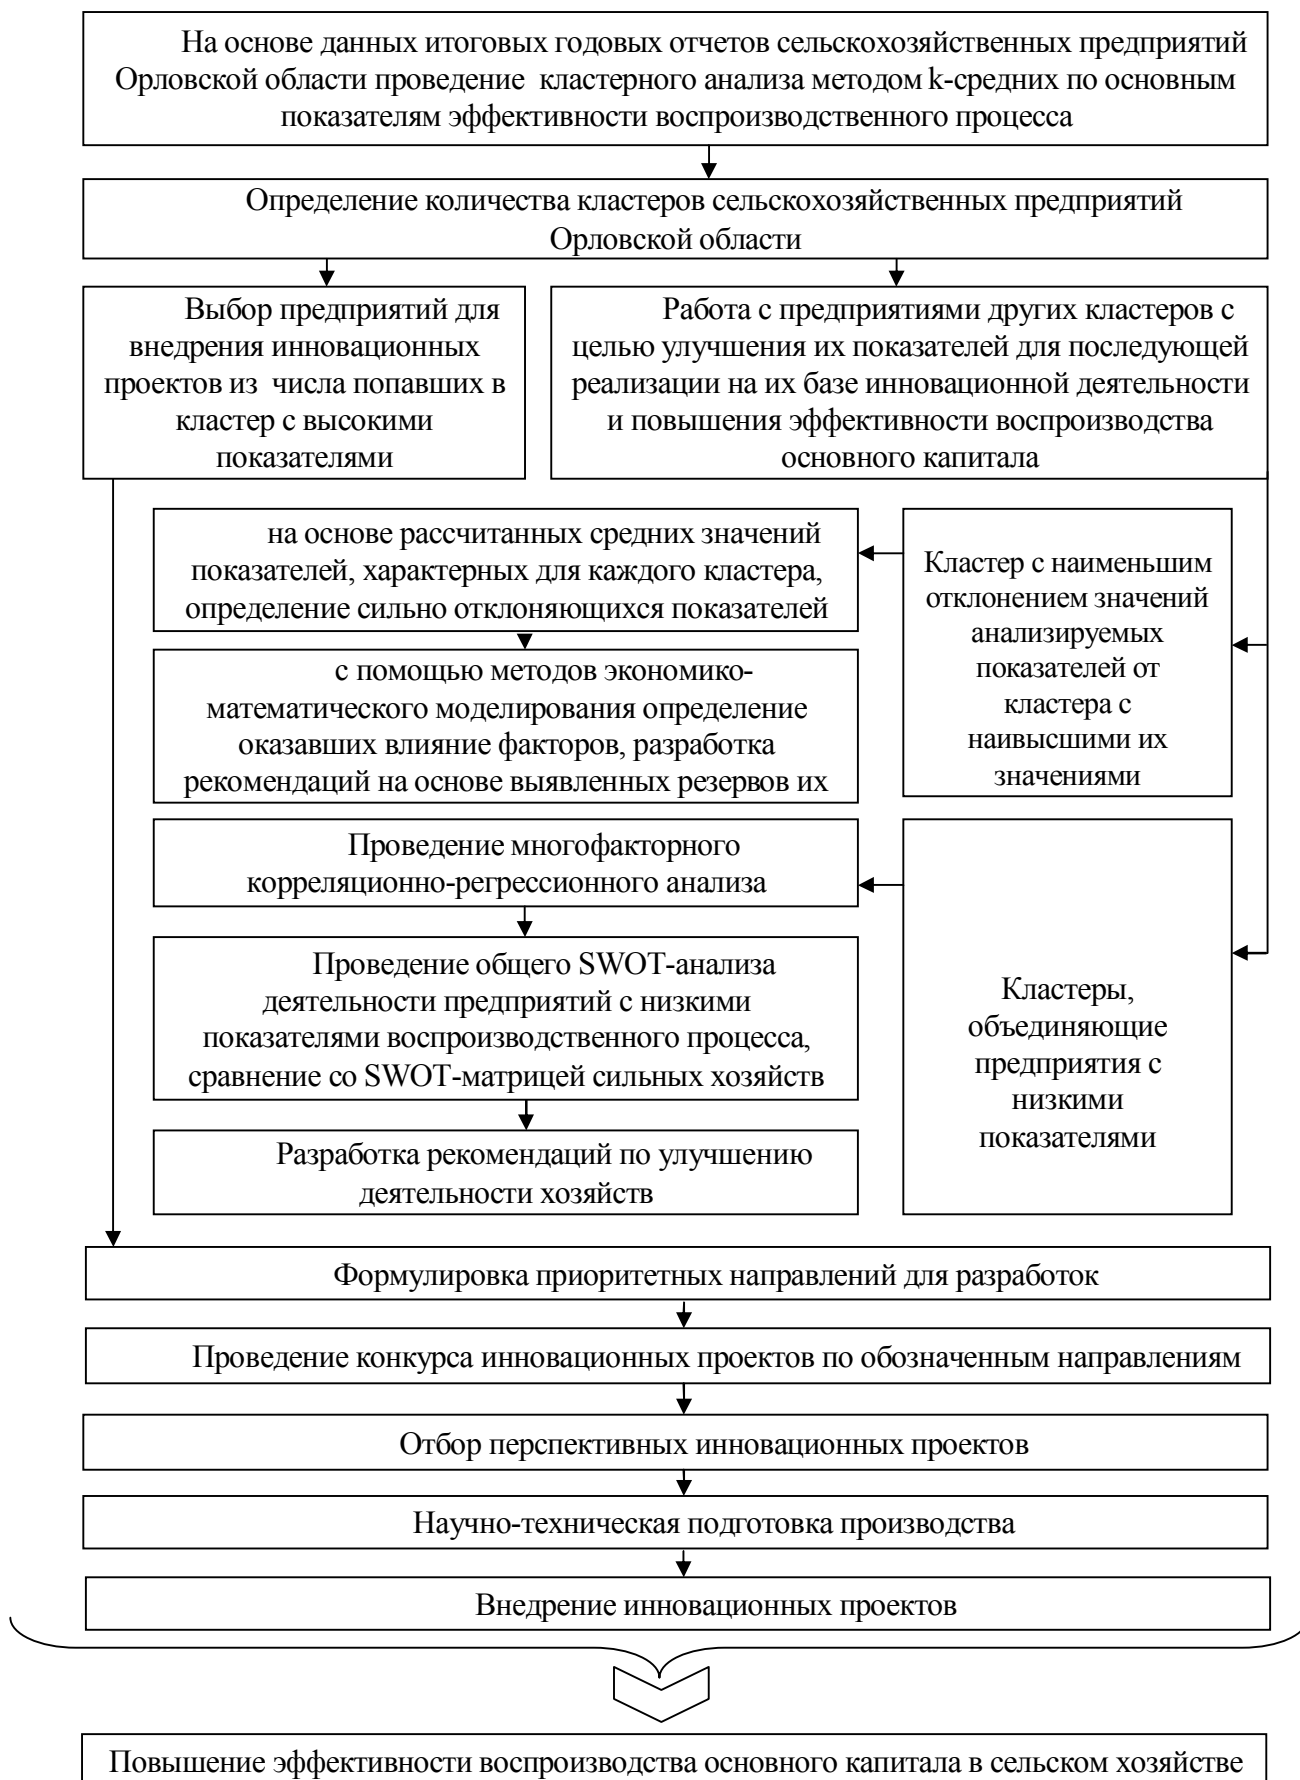 На основе данных итоговых годовых отчетов сельскохозяйственных предприятий
Орловской области проведение кластерного анализа методом k-средних по основным
показателям эффективности воспроизводственного процесса
Определение количества кластеров сельскохозяйственных предприятий
Орловской области
Выбор предприятий для
внедрения инновационных
проектов из числа попавших в
кластер с высокими
показателями
Работа с предприятиями других кластеров с
целью улучшения их показателей для последующей
реализации на их базе инновационной деятельности
и повышения эффективности воспроизводства
основного капитала
на основе рассчитанных средних значений
показателей, характерных для каждого кластера,
определение сильно отклоняющихся показателей
Кластер с наименьшим
отклонением значений
анализируемых
показателей от
кластера с
наивысшими их
значениями
с помощью методов экономико-
математического моделирования определение
оказавших влияние факторов, разработка
рекомендаций на основе выявленных резервов их
Проведение многофакторного
корреляционно-регрессионного анализа
Проведение общего SWOT-анализа
деятельности предприятий с низкими
показателями воспроизводственного процесса,
сравнение со SWOT-матрицей сильных хозяйств
Разработка рекомендаций по улучшению
деятельности хозяйств
Кластеры,
объединяющие
предприятия с
низкими
показателями
Формулировка приоритетных направлений для разработок
Проведение конкурса инновационных проектов по обозначенным направлениям
Отбор перспективных инновационных проектов
Научно-техническая подготовка производства
Внедрение инновационных проектов
Повышение эффективности воспроизводства основного капитала в сельском хозяйстве